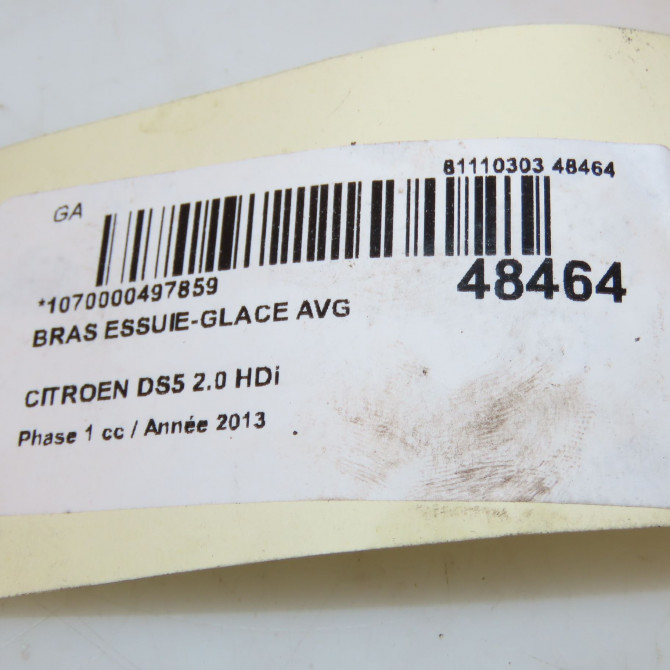 81110303 48464
GA
*1070000497859
48464
BRAS ESSUIE-GLACE AVG
CITROEN DS5 2.0 HDi
Phase 1 cc / Année 2013